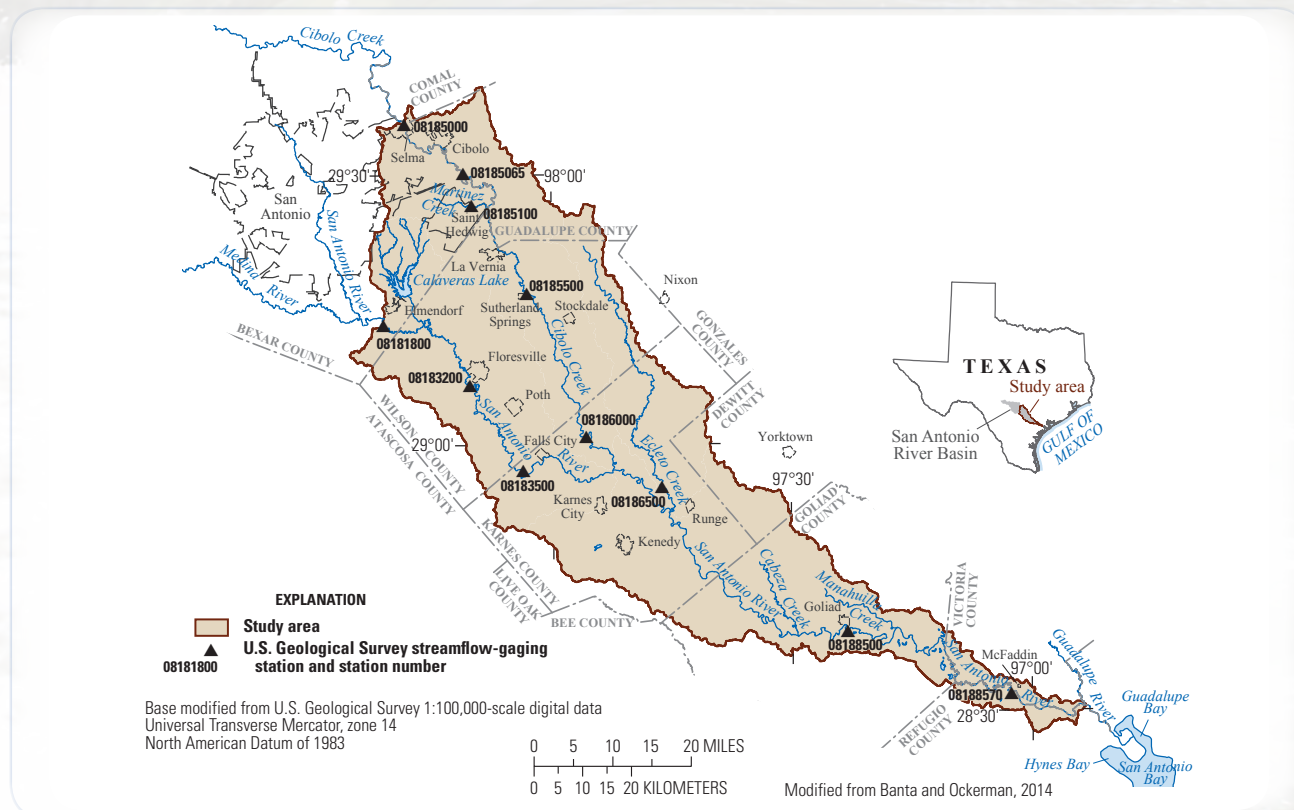 Cibolo Creek
COMAL
COUNTY
08185000
Selma
Cibolo
29°30'
08185065
98°00'
San
Antonio
Martinez
Creek
08185100
Saint
Hedwig
GUADALUPE COUNTY
San Antonio River
Medina River
La Vernia
Calaveras Lake
Nixon
08185500
Elmendorf
Sutherland
Springs
Stockdale
GONZALES
COUNTY
BEXAR COUNTY
08181800
Cibolo Creek
Floresville
08183200
DEWITT
COUNTY
Poth
WILSON COUNTY
ATASCOSA COUNTY
San Antonio
River
08186000
Ecleto Creek
Falls City
29°00'
Yorktown
97°30'
08183500
Karnes
City
08186500
Runge
GOLIAD
COUNTY
KARNES COUNTY
Kenedy
LIVE OAK
COUNTY
San Antonio River
Cabeza
Creek
Manahuilla
Creek
BEE COUNTY
Goliad
08188500
VICTORIA
COUNTY
San Antonio
River
McFaddin
97°00'
08188570
28°30'
REFUGIO
COUNTY
Guadalupe River
Guadalupe
Bay
Hynes Bay
San Antonio
Bay
TEXAS
Study area
San Antonio
River Basin
GULF OF
MEXICO
EXPLANATION
Study area
U.S. Geological Survey streamflow-gaging
station and station number
08181800
Base modified from U.S. Geological Survey 1:100,000-scale digital data
Universal Transverse Mercator, zone 14
North American Datum of 1983
0 5 10 15 20 MILES
0 5 10 15 20 KILOMETERS
Modified from Banta and Ockerman, 2014